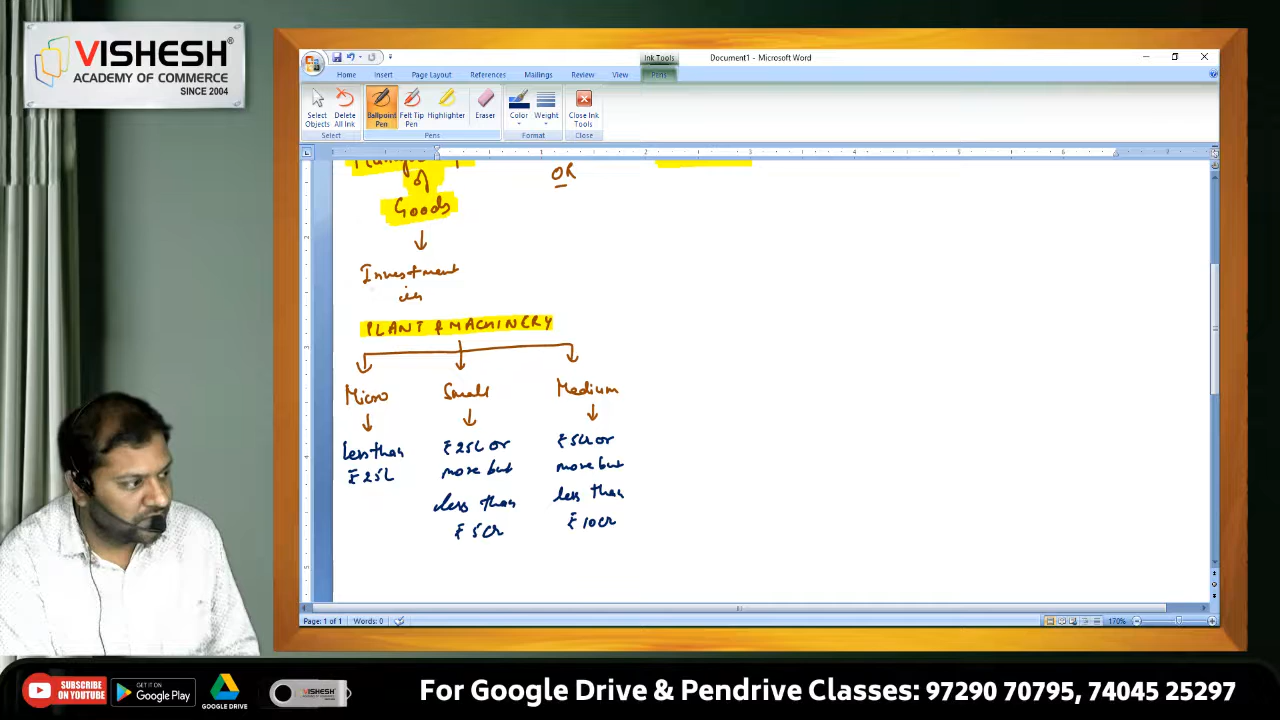 VISHESH®
ACADEMY OF COMMERCE
SINCE 2004
Ink Tools
Document1 - Microsoft Word
Home Insert Page Layout References Mailings Review View Pens
Select Objects
Delete All Ink
Ballpoint Pen
Felt Tip Pen
Highlighter
Eraser
Color
Weight
Close Ink Tools
Select
Pens
Format
Close
of
Goods
OR
Investment
in
PLANT & MACHINERY
Micro
less than
₹25L
Small
₹25L or
more but
less than
₹5CR
Medium
₹5CR or
more but
less than
₹10CR
Page: 1 of 1 Words: 0
170%
SUBSCRIBE
ON YOUTUBE
GET IT ON
Google Play
GOOGLE DRIVE
VISHESH
For Google Drive & Pendrive Classes: 97290 70795, 74045 25297